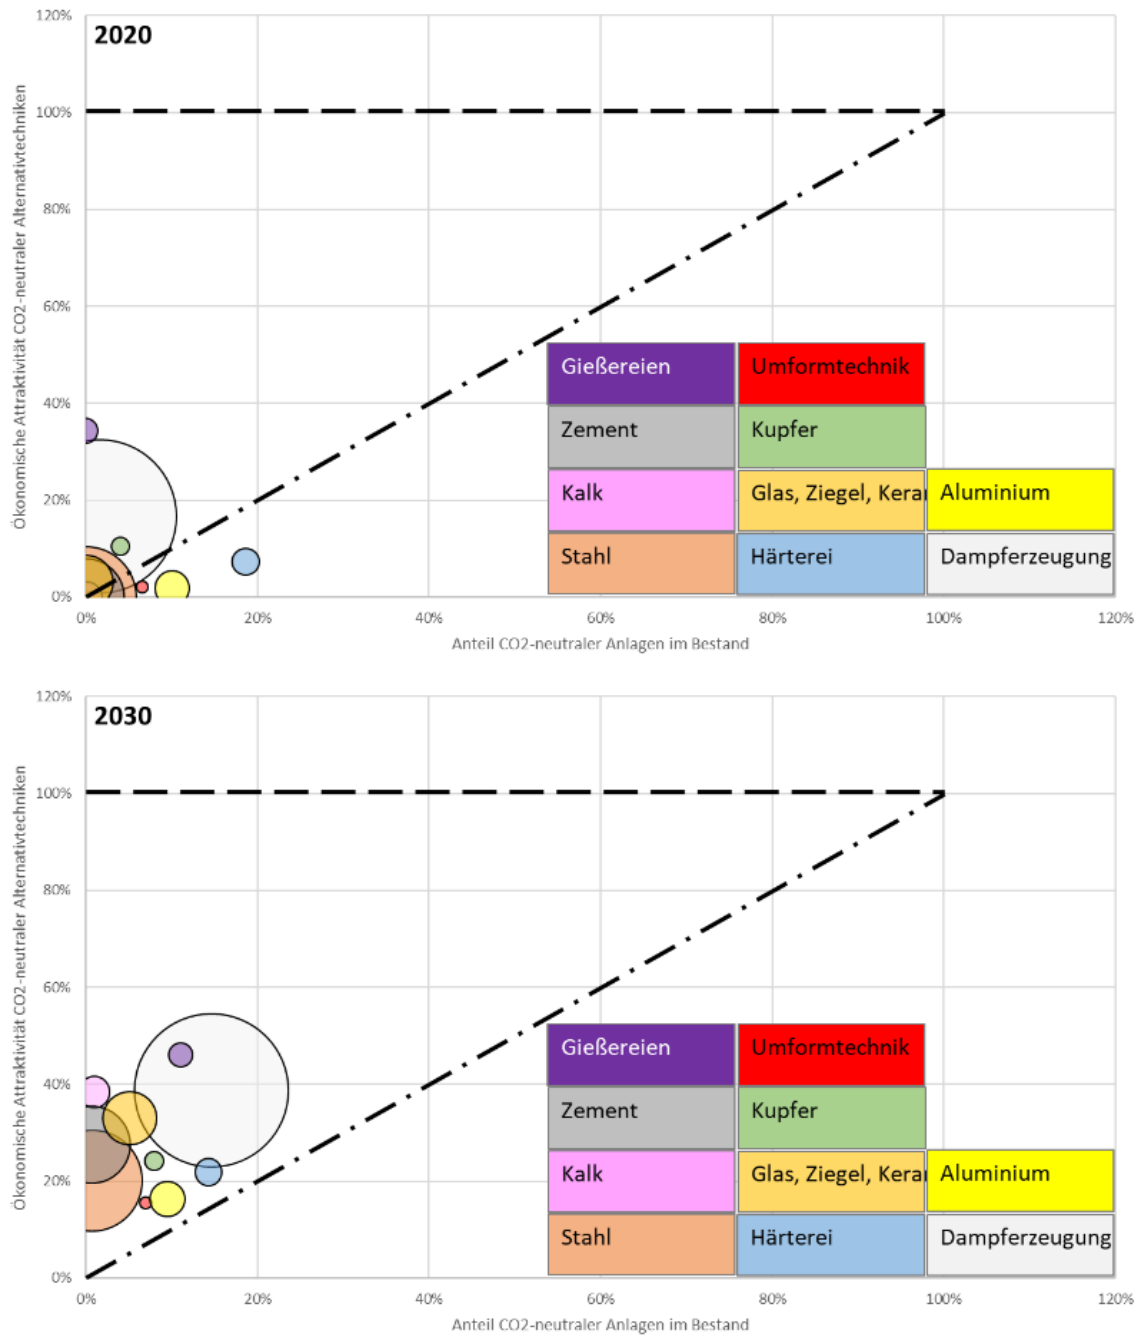 120%
2020
100%
80%
60%
40%
20%
0%
Ökonomische Attraktivität CO2-neutraler Alternativtechniken
Gießereien Umformtechnik
Zement Kupfer
Kalk Glas, Ziegel, Kera Aluminium
Stahl Härterei Dampferzeugung
0% 20% 40% 60% 80% 100% 120%
Anteil CO2-neutraler Anlagen im Bestand
120%
2030
100%
80%
60%
40%
20%
0%
Ökonomische Attraktivität CO2-neutraler Alternativtechniken
Gießereien Umformtechnik
Zement Kupfer
Kalk Glas, Ziegel, Kera Aluminium
Stahl Härterei Dampferzeugung
0% 20% 40% 60% 80% 100% 120%
Anteil CO2-neutraler Anlagen im Bestand